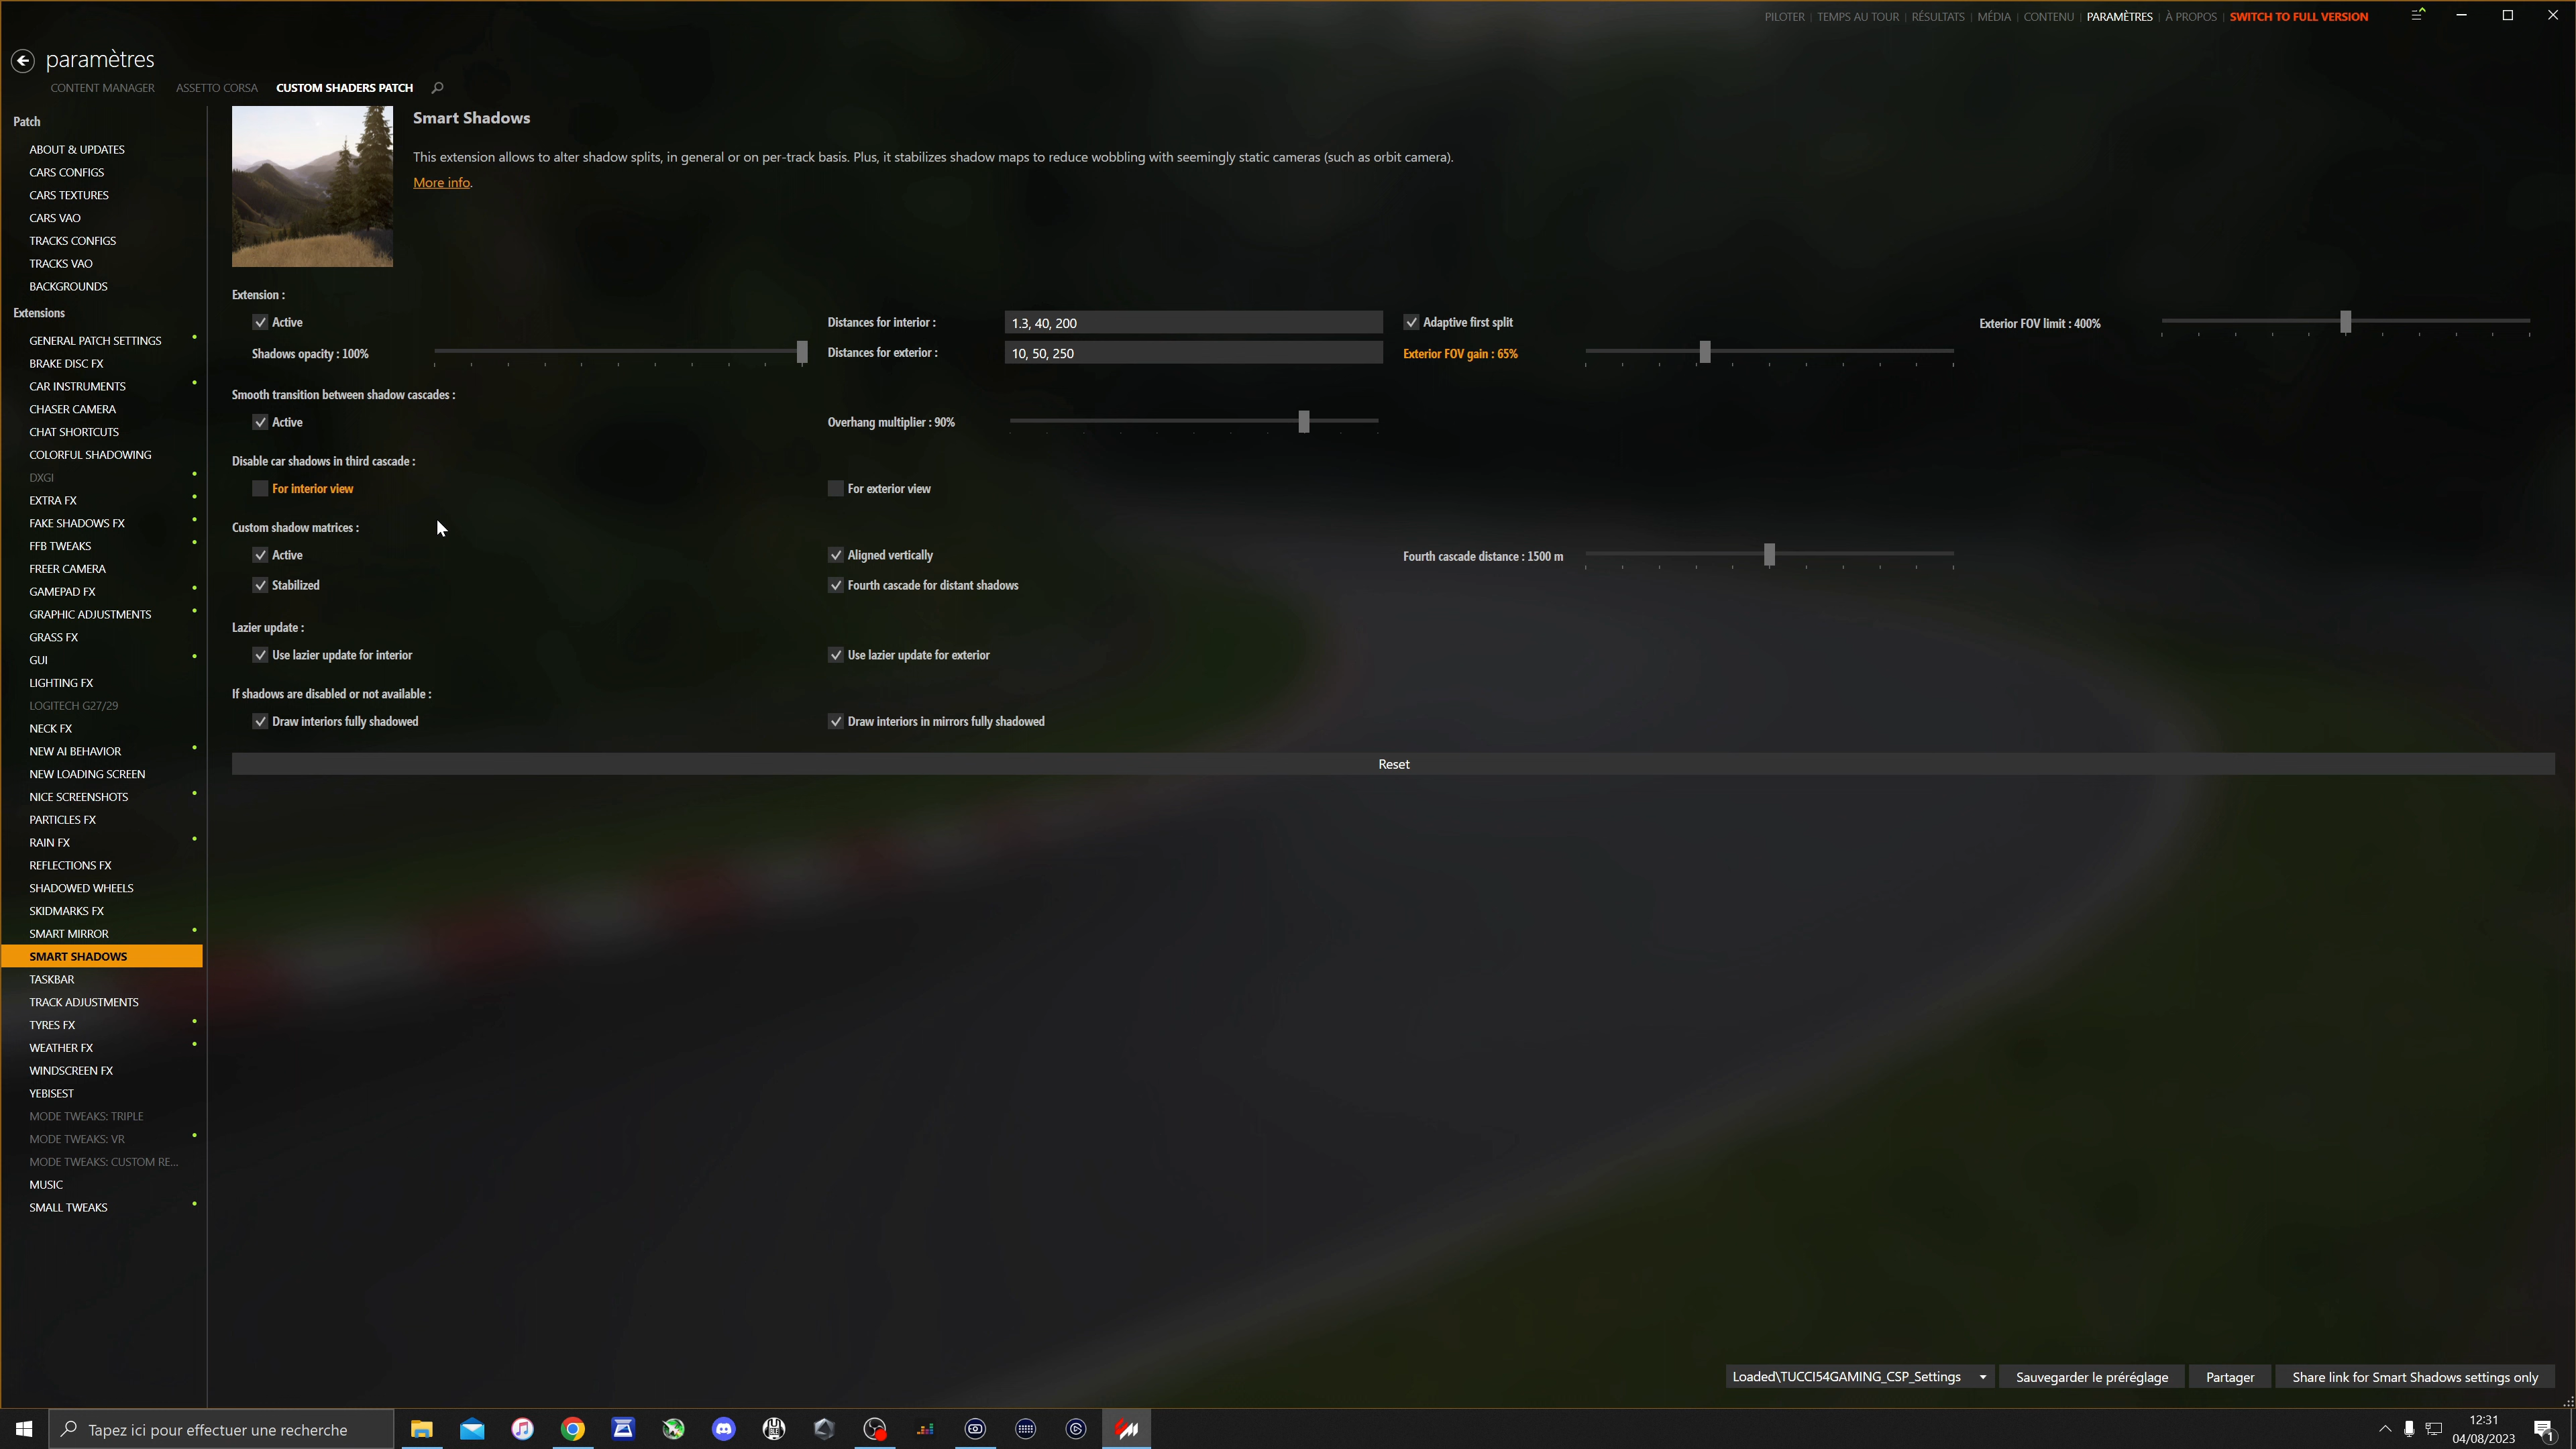 PILOTER | TEMPS AU TOUR | RÉSULTATS | MÉDIA | CONTENU | PARAMÈTRES | À PROPOS | SWITCH TO FULL VERSION
paramètres
CONTENT MANAGER ASSETTO CORSA CUSTOM SHADERS PATCH
Patch
ABOUT & UPDATES
CARS CONFIGS
CARS TEXTURES
CARS VAO
TRACKS CONFIGS
TRACKS VAO
BACKGROUNDS
Extensions
GENERAL PATCH SETTINGS
BRAKE DISC FX
CAR INSTRUMENTS
CHASER CAMERA
CHAT SHORTCUTS
COLORFUL SHADOWING
DXGI
EXTRA FX
FAKE SHADOWS FX
FFB TWEAKS
FREER CAMERA
GAMEPAD FX
GRAPHIC ADJUSTMENTS
GRASS FX
GUI
LIGHTING FX
LOGITECH G27/29
NECK FX
NEW AI BEHAVIOR
NEW LOADING SCREEN
NICE SCREENSHOTS
PARTICLES FX
RAIN FX
REFLECTIONS FX
SHADOWED WHEELS
SKIDMARKS FX
SMART MIRROR
SMART SHADOWS
TASKBAR
TRACK ADJUSTMENTS
TYRES FX
WEATHER FX
WINDSCREEN FX
YEBISEST
MODE TWEAKS: TRIPLE
MODE TWEAKS: VR
MODE TWEAKS: CUSTOM RE...
MUSIC
SMALL TWEAKS
Smart Shadows
This extension allows to alter shadow splits, in general or on per-track basis. Plus, it stabilizes shadow maps to reduce wobbling with seemingly static cameras (such as orbit camera).
More info.
Extension :
Active Distances for interior : 1.3, 40, 200 Adaptive first split Exterior FOV limit : 400%
Shadows opacity : 100% Distances for exterior : 10, 50, 250 Exterior FOV gain : 65%
Smooth transition between shadow cascades :
Active Overhang multiplier : 90%
Disable car shadows in third cascade :
For interior view For exterior view
Custom shadow matrices :
Active Aligned vertically Fourth cascade distance : 1500 m
Stabilized Fourth cascade for distant shadows
Lazier update :
Use lazier update for interior Use lazier update for exterior
If shadows are disabled or not available :
Draw interiors fully shadowed Draw interiors in mirrors fully shadowed
Reset
Loaded\TUCCI54GAMING_CSP_Settings Sauvegarder le préréglage Partager Share link for Smart Shadows settings only
Tapez ici pour effectuer une recherche
12:31
04/08/2023
1